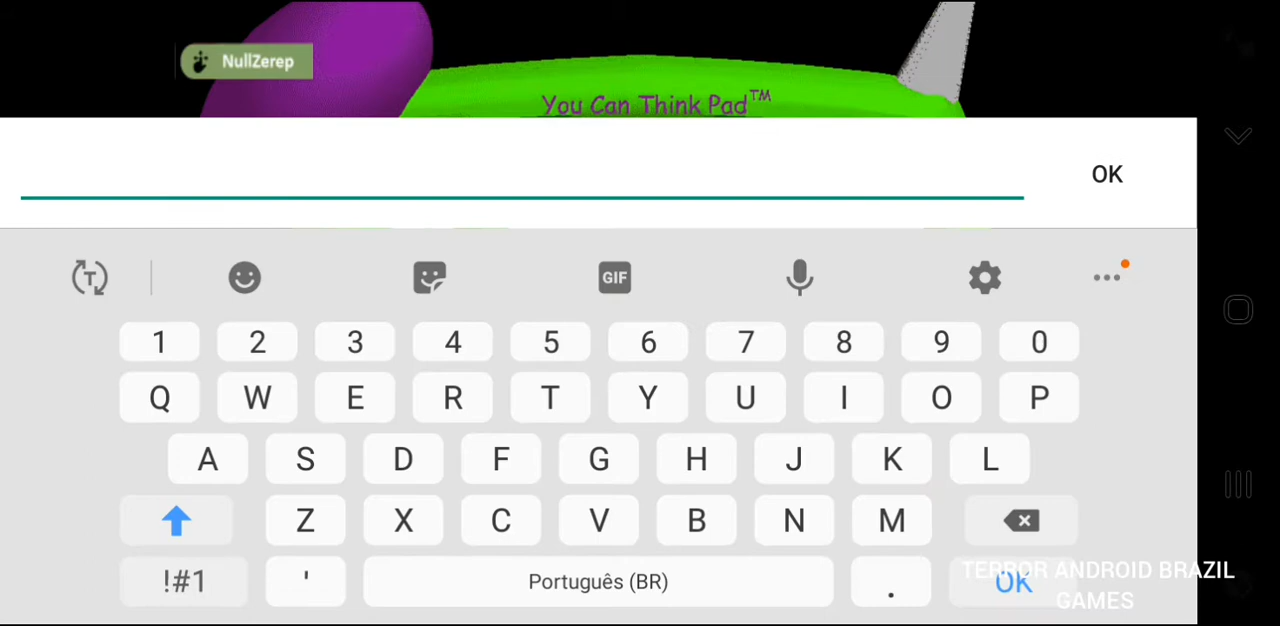 NullZerep
You Can Think Pad™
OK
T
GIF
1 2 3 4 5 6 7 8 9 0
Q W E R T Y U I O P
A S D F G H J K L
Z X C V B N M
!#1 ' Português (BR) . OK
TERROR ANDROID BRAZIL
GAMES